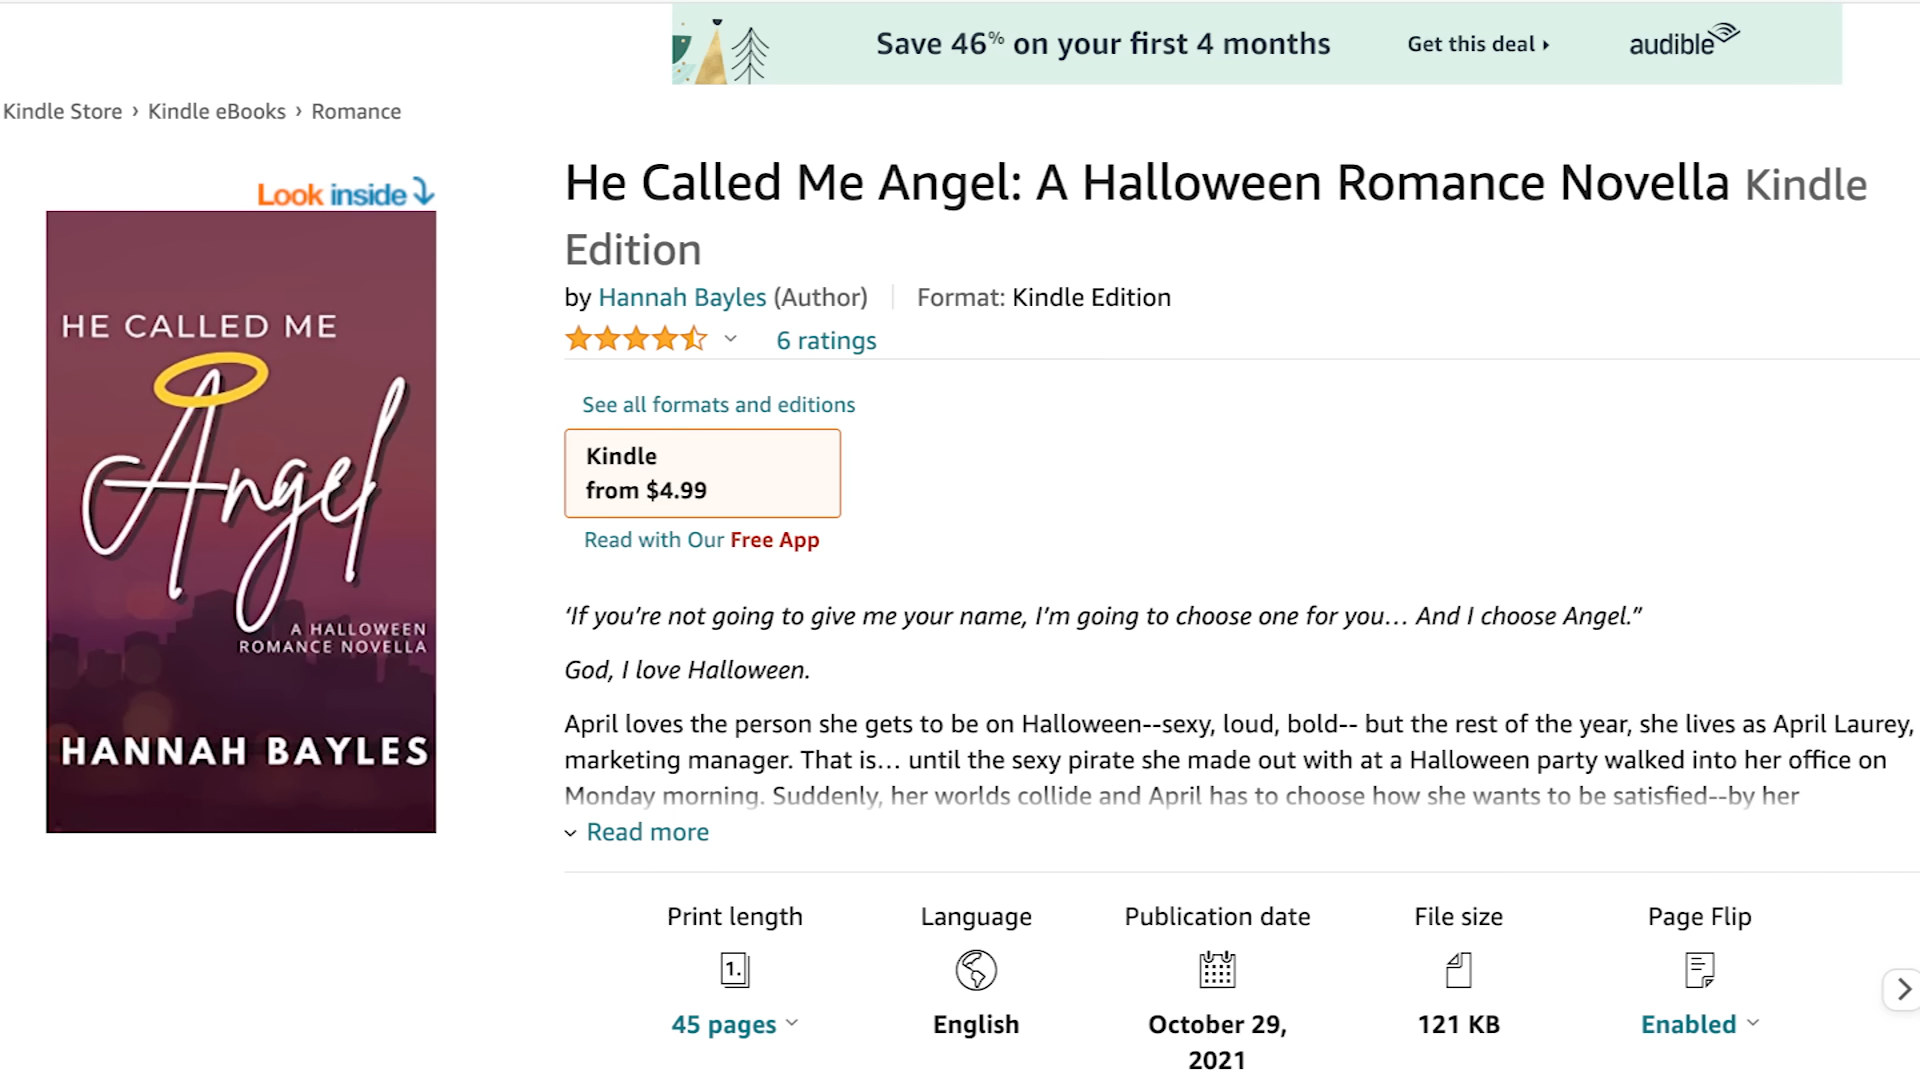 Save 46% on your first 4 months
Get this deal
audible
Kindle Store › Kindle eBooks › Romance
Look inside
HE CALLED ME
Angel
A HALLOWEEN
ROMANCE NOVELLA
HANNAH BAYLES
He Called Me Angel: A Halloween Romance Novella Kindle
Edition
by Hannah Bayles (Author) Format: Kindle Edition
6 ratings
See all formats and editions
Kindle
from $4.99
Read with Our Free App
‘If you’re not going to give me your name, I’m going to choose one for you… And I choose Angel.”
God, I love Halloween.
April loves the person she gets to be on Halloween--sexy, loud, bold-- but the rest of the year, she lives as April Laurey,
marketing manager. That is… until the sexy pirate she made out with at a Halloween party walked into her office on
Monday morning. Suddenly, her worlds collide and April has to choose how she wants to be satisfied--by her
Read more
Print length
1.
45 pages
Language
English
Publication date
October 29,
2021
File size
121 KB
Page Flip
Enabled